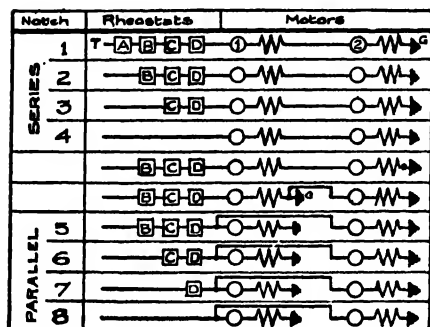 Notch Rheostats Motors
SERIES
1 T A B C D 1 2 G
2 B C D
3 C D
4
B C D
B C D G
PARALLEL
5 B C D
6 C D
7 D
8